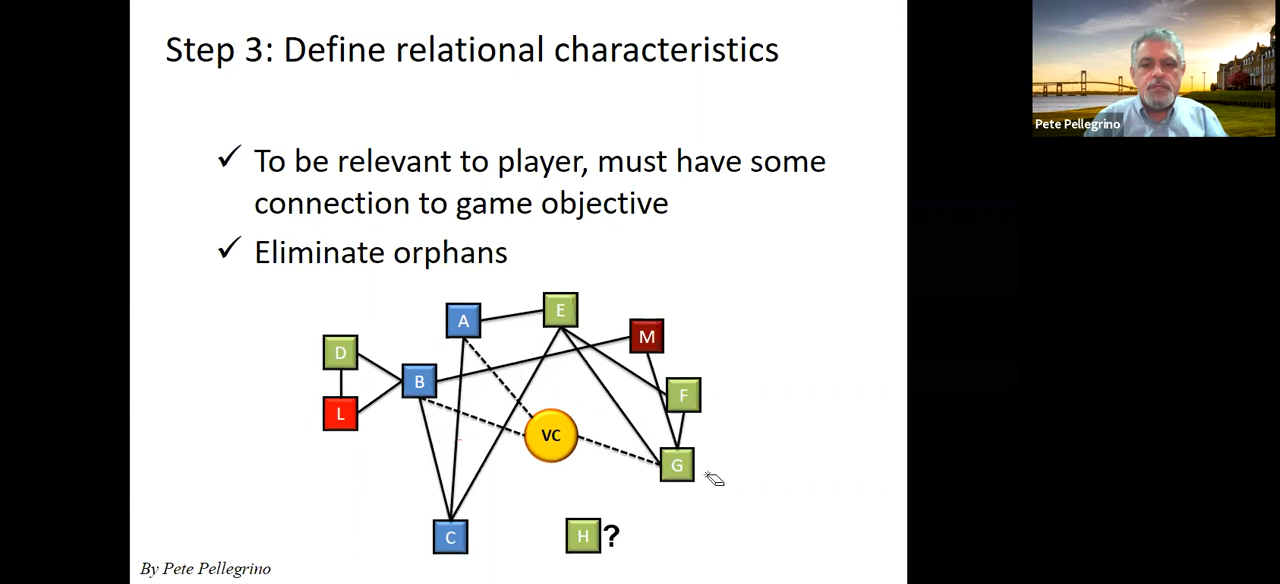 Step 3: Define relational characteristics
Pete Pellegrino
✓ To be relevant to player, must have some
connection to game objective
✓ Eliminate orphans
A
E
M
D
B
F
L
VC
G
C
H ?
By Pete Pellegrino